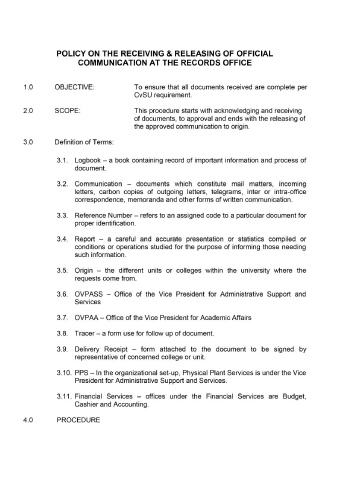 POLICY ON THE RECEIVING & RELEASING OF OFFICIAL
COMMUNICATION AT THE RECORDS OFFICE
1.0 OBJECTIVE: To ensure that all documents received are complete per
CvSU requirement.
2.0 SCOPE: This procedure starts with acknowledging and receiving
of documents, to approval and ends with the releasing of
the approved communication to origin.
3.0 Definition of Terms:
3.1. Logbook – a book containing record of important information and process of
document.
3.2. Communication – documents which constitute mail matters, incoming
letters, carbon copies of outgoing letters, telegrams, inter or intra-office
correspondence, memoranda and other forms of written communication.
3.3. Reference Number – refers to an assigned code to a particular document for
proper identification.
3.4. Report – a careful and accurate presentation or statistics compiled or
conditions or operations studied for the purpose of informing those needing
such information.
3.5. Origin – the different units or colleges within the university where the
requests come from.
3.6. OVPASS – Office of the Vice President for Administrative Support and
Services
3.7. OVPAA – Office of the Vice President for Academic Affairs
3.8. Tracer – a form use for follow up of document.
3.9. Delivery Receipt – form attached to the document to be signed by
representative of concerned college or unit.
3.10. PPS – In the organizational set-up, Physical Plant Services is under the Vice
President for Administrative Support and Services.
3.11. Financial Services – offices under the Financial Services are Budget,
Cashier and Accounting.
4.0 PROCEDURE